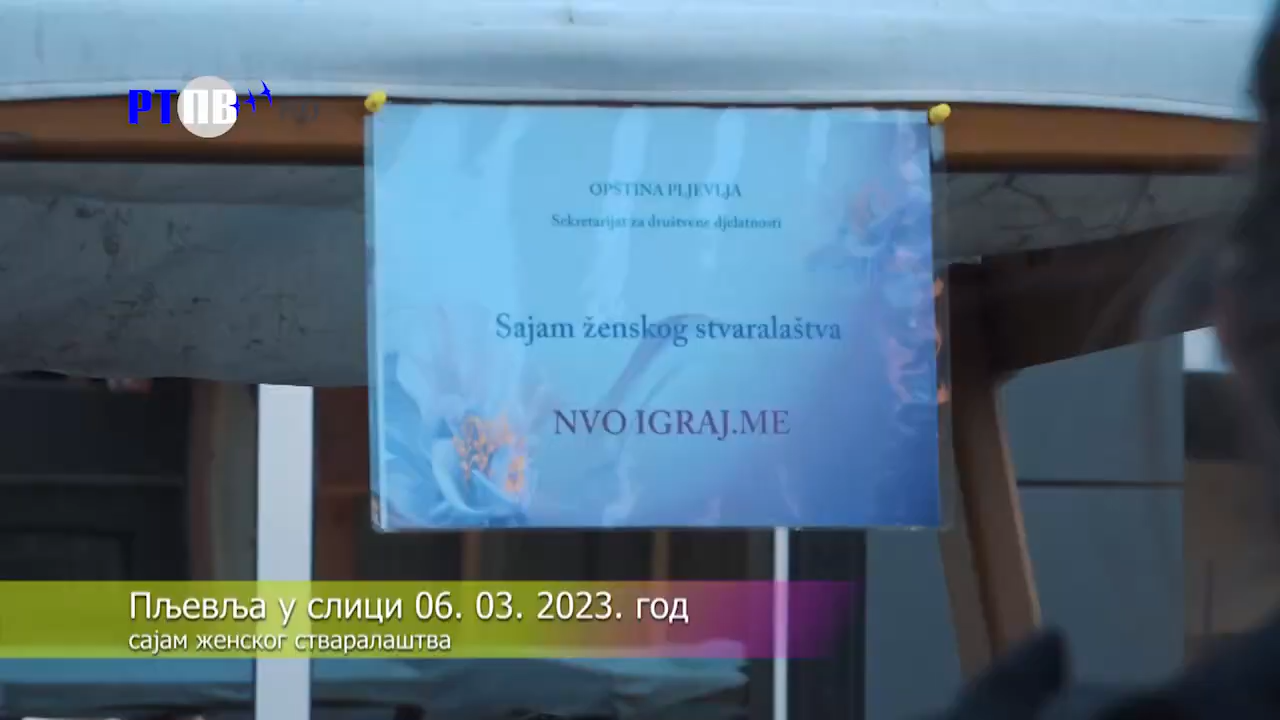 РТПВ
OPŠTINA PLJEVLJA
Sekretarijat za društvene djelatnosti
Sajam ženskog stvaralaštva
NVO IGRAJ.ME
Пљевља у слици 06. 03. 2023. год
сајам женског стваралаштва